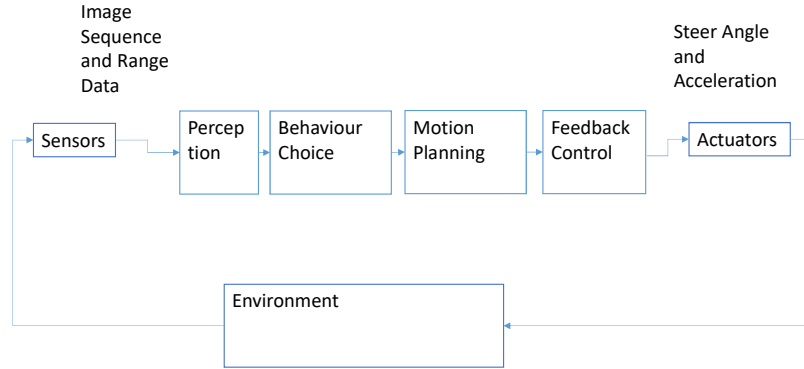 Image
Sequence
and Range
Data
Steer Angle
and
Acceleration
Sensors
Percep
tion
Behaviour
Choice
Motion
Planning
Feedback
Control
Actuators
Environment